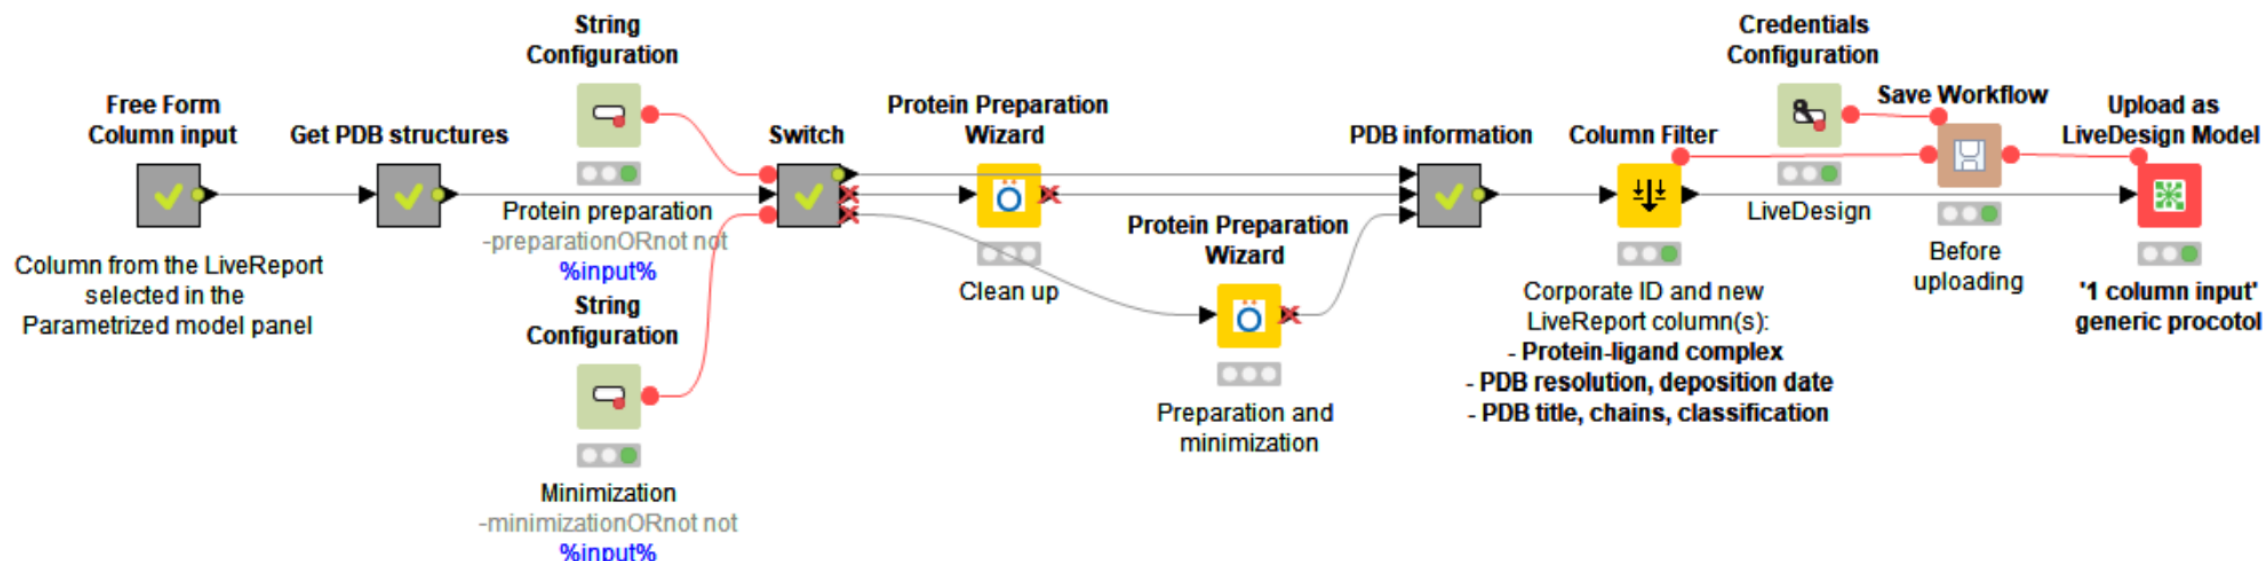 Free Form
Column input
Column from the LiveReport
selected in the
Parametrized model panel
Get PDB structures
String
Configuration
Protein preparation
-preparationORnot not
%input%
String
Configuration
Minimization
-minimizationORnot not
%input%
Switch
Protein Preparation
Wizard
Clean up
Protein Preparation
Wizard
Preparation and
minimization
PDB information
Column Filter
Corporate ID and new
LiveReport column(s):
- Protein-ligand complex
- PDB resolution, deposition date
- PDB title, chains, classification
Credentials
Configuration
LiveDesign
Save Workflow
Before
uploading
Upload as
LiveDesign Model
'1 column input'
generic procotol